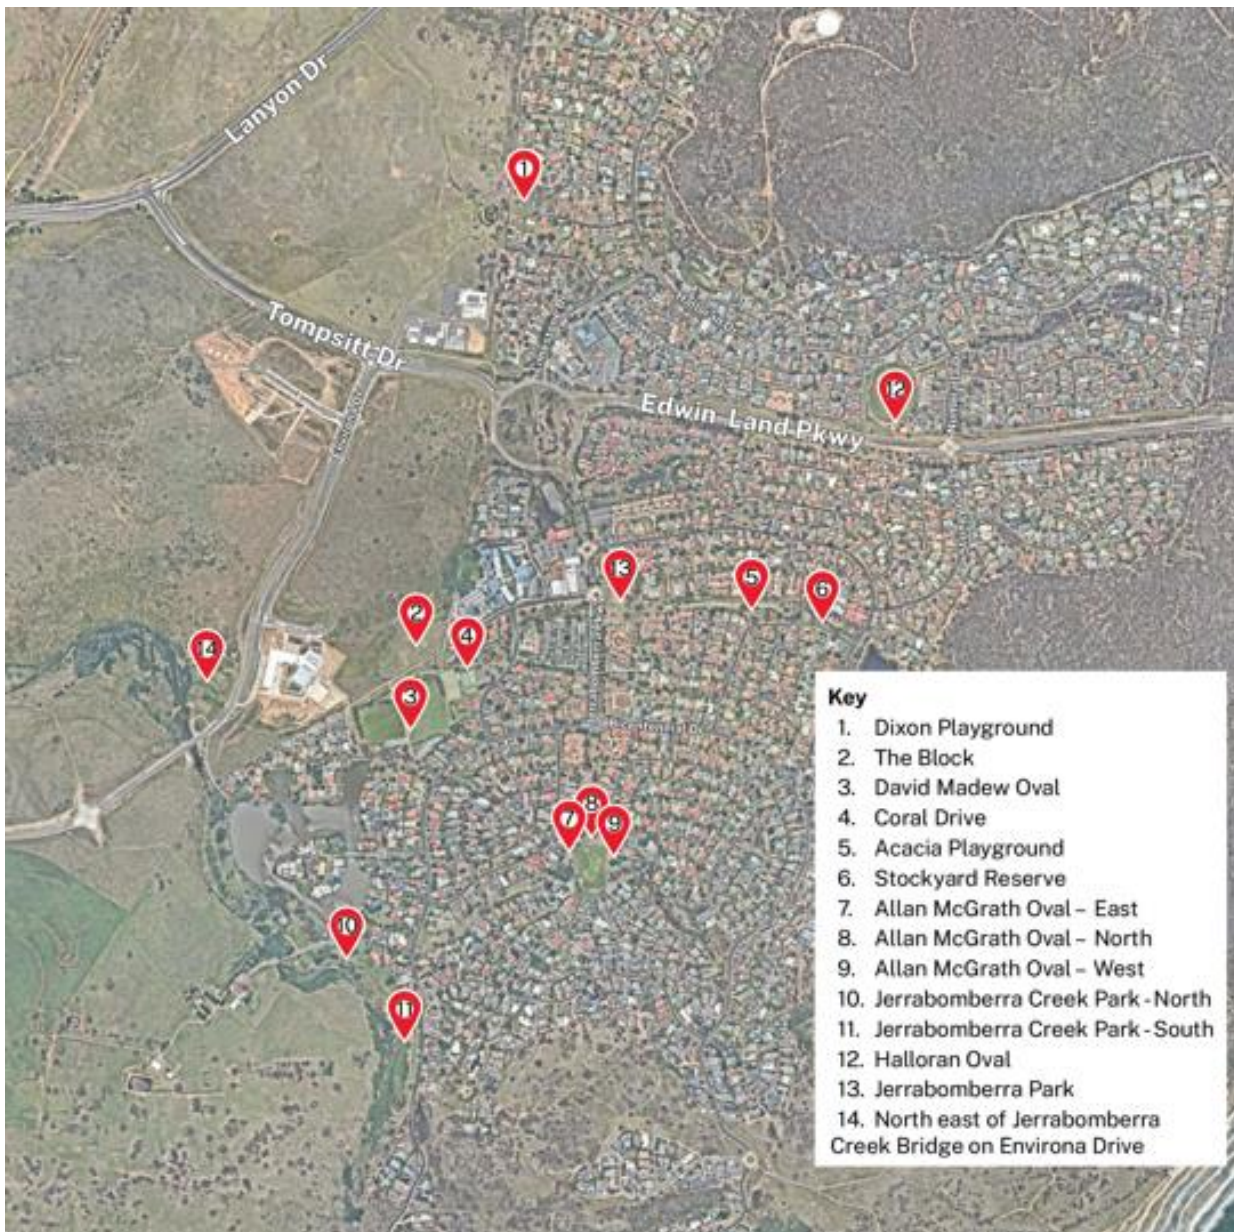 Lanyon Dr
1
Tompsitt Dr
12
Edwin Land Pkwy
13
5
6
2
4
14
3
8
7
9
10
11
Key
1. Dixon Playground
2. The Block
3. David Madew Oval
4. Coral Drive
5. Acacia Playground
6. Stockyard Reserve
7. Allan McGrath Oval – East
8. Allan McGrath Oval – North
9. Allan McGrath Oval – West
10. Jerrabomberra Creek Park - North
11. Jerrabomberra Creek Park - South
12. Halloran Oval
13. Jerrabomberra Park
14. North east of Jerrabomberra
Creek Bridge on Environa Drive